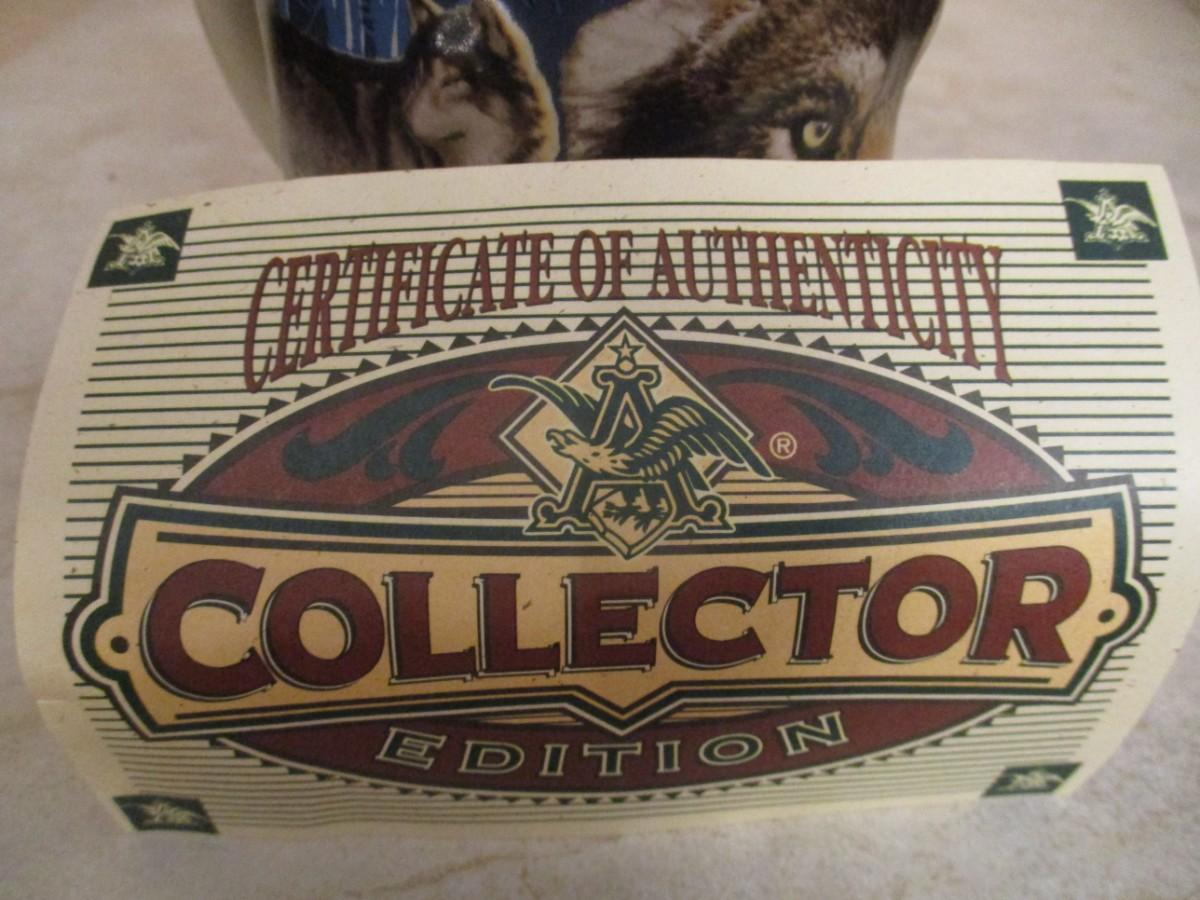 CERTIFICATE OF AUTHENTICITY
A
®
COLLECTOR
EDITION